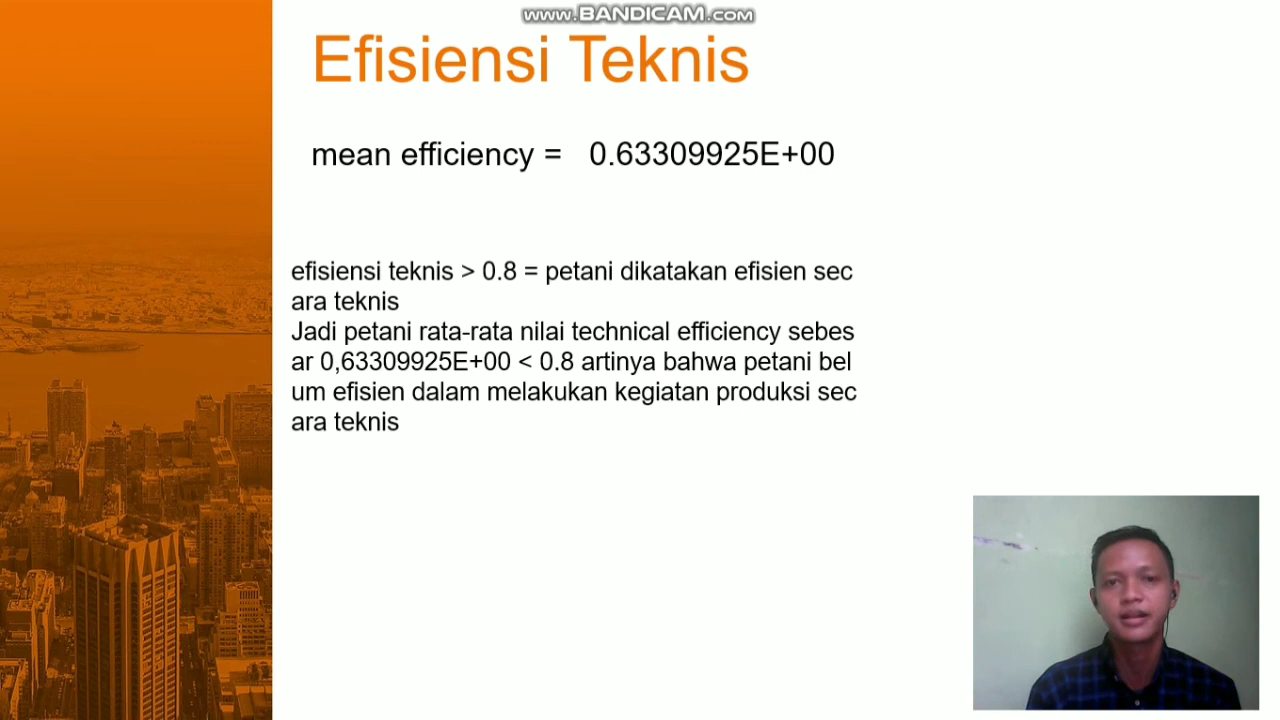 www.BANDICAM.com
Efisiensi Teknis
mean efficiency = 0.63309925E+00
efisiensi teknis > 0.8 = petani dikatakan efisien sec
ara teknis
Jadi petani rata-rata nilai technical efficiency sebes
ar 0,63309925E+00 < 0.8 artinya bahwa petani bel
um efisien dalam melakukan kegiatan produksi sec
ara teknis